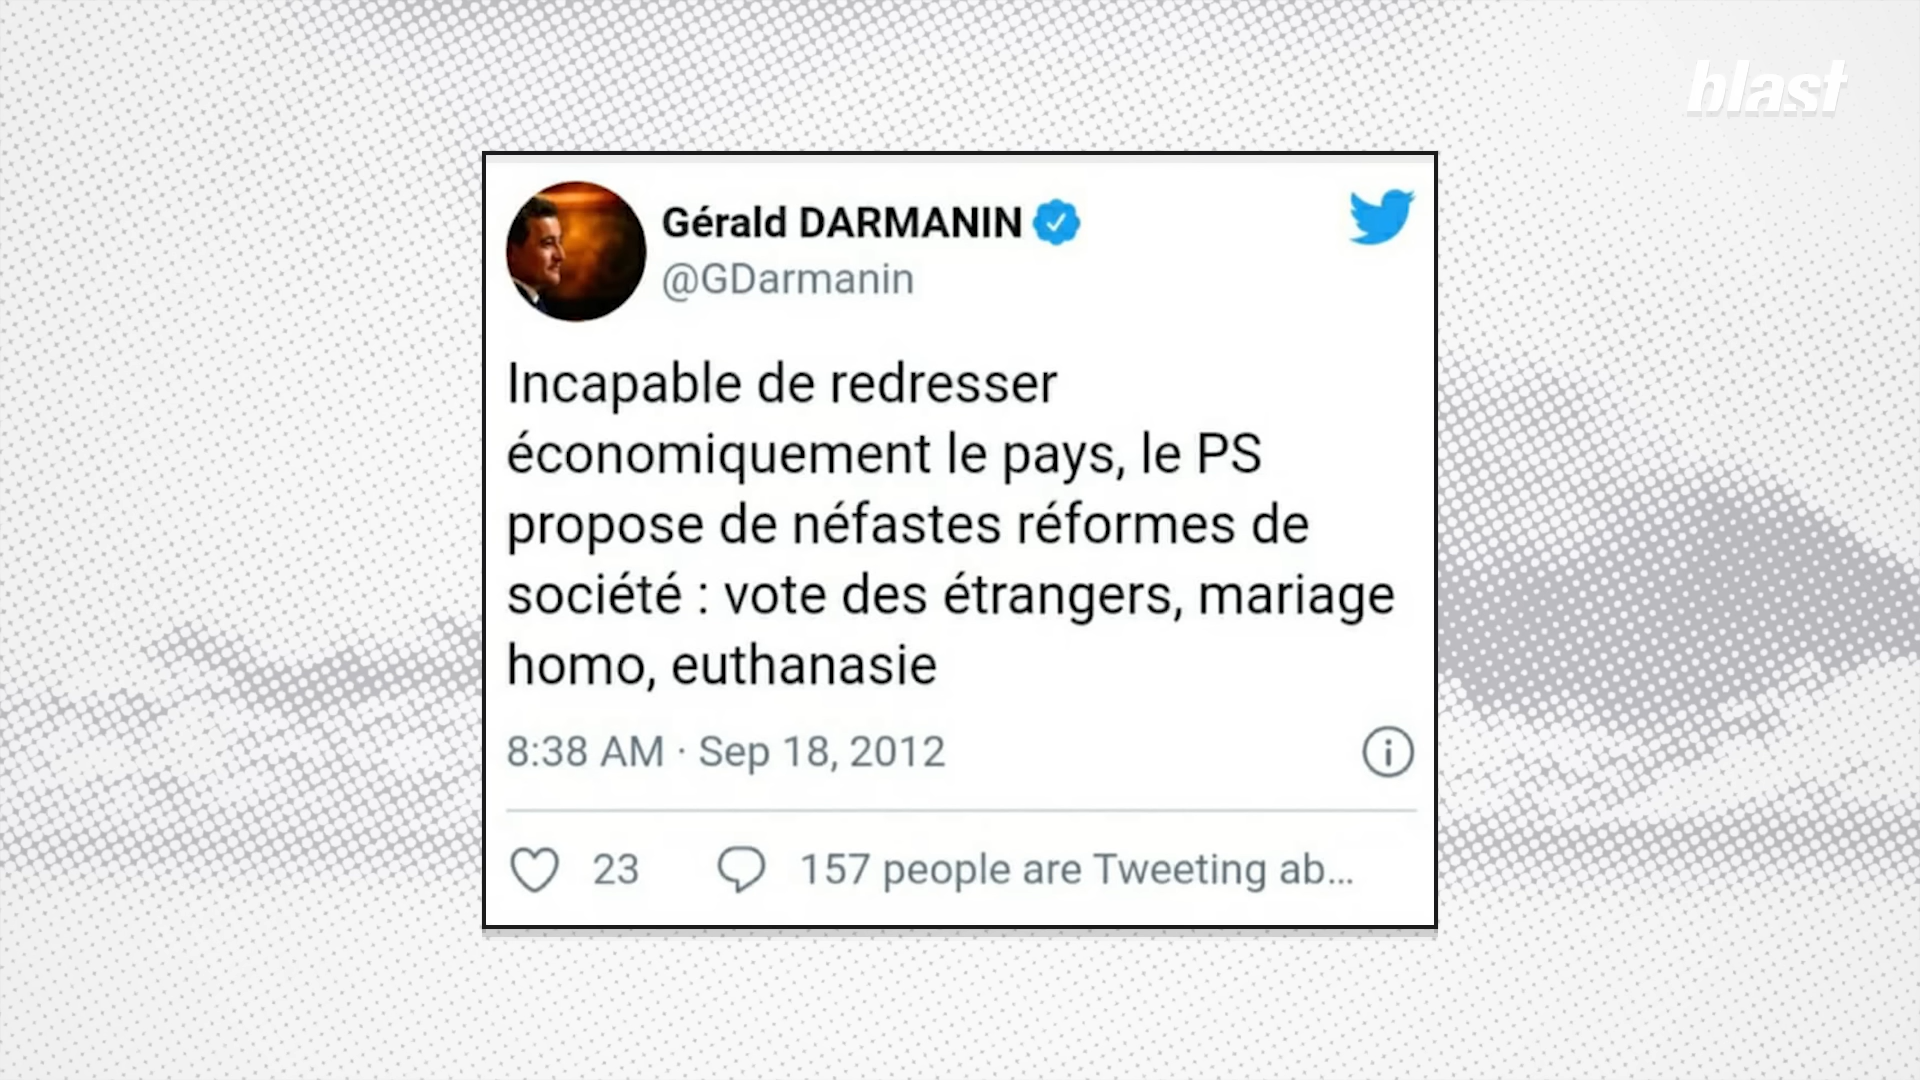 blast
Gérald DARMANIN
@GDarmanin
Incapable de redresser
économiquement le pays, le PS
propose de néfastes réformes de
société : vote des étrangers, mariage
homo, euthanasie
8:38 AM · Sep 18, 2012
23 157 people are Tweeting ab...